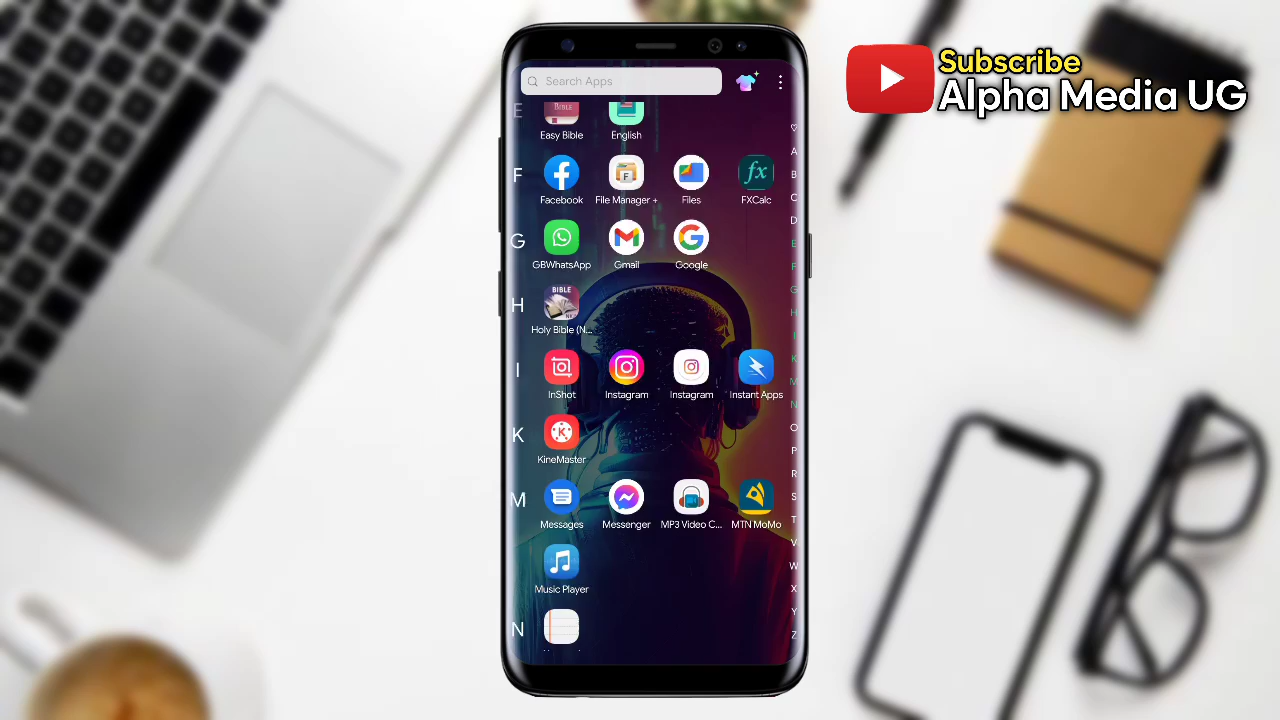 Subscribe
Alpha Media UG
Search Apps
E
Easy Bible
English
F
Facebook
File Manager +
Files
FXCalc
G
GBWhatsApp
Gmail
Google
H
BIBLE
Holy Bible (N...
I
InShot
Instagram
Instagram
Instant Apps
K
KineMaster
M
Messages
Messenger
MP3 Video C...
MTN MoMo
Music Player
N
A
B
C
D
E
F
G
H
I
K
M
N
O
P
R
S
T
V
W
X
Y
Z